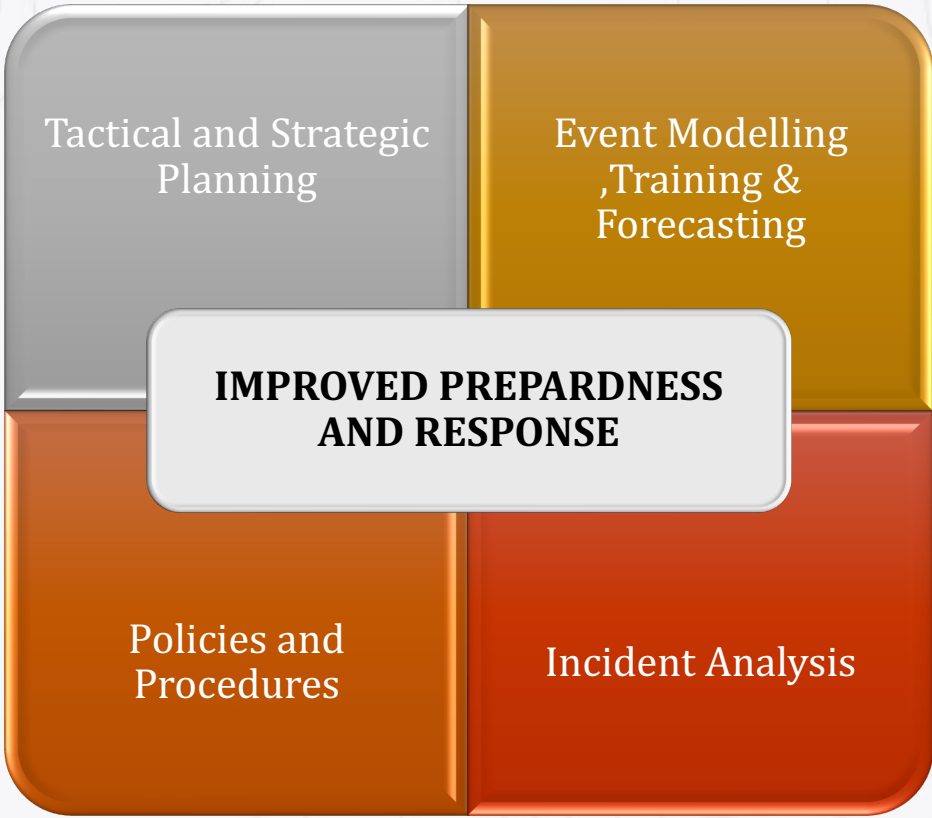 Tactical and Strategic
Planning
Event Modelling
,Training &
Forecasting
IMPROVED PREPARDNESS
AND RESPONSE
Policies and
Procedures
Incident Analysis